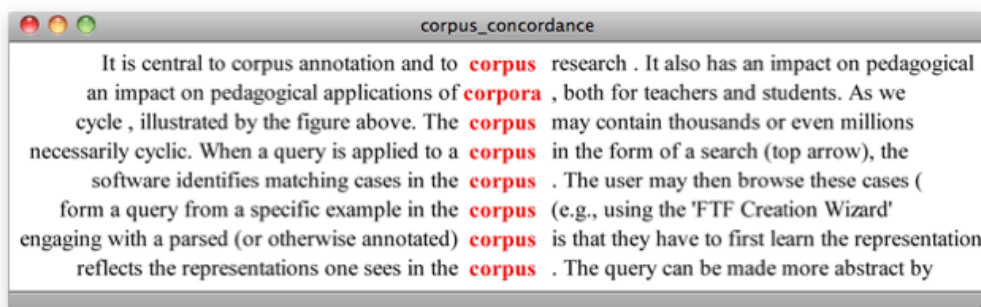 corpus_concordance
It is central to corpus annotation and to corpus research . It also has an impact on pedagogical
an impact on pedagogical applications of corpora , both for teachers and students. As we
cycle , illustrated by the figure above. The corpus may contain thousands or even millions
necessarily cyclic. When a query is applied to a corpus in the form of a search (top arrow), the
software identifies matching cases in the corpus . The user may then browse these cases (
form a query from a specific example in the corpus (e.g., using the 'FTF Creation Wizard'
engaging with a parsed (or otherwise annotated) corpus is that they have to first learn the representation
reflects the representations one sees in the corpus . The query can be made more abstract by